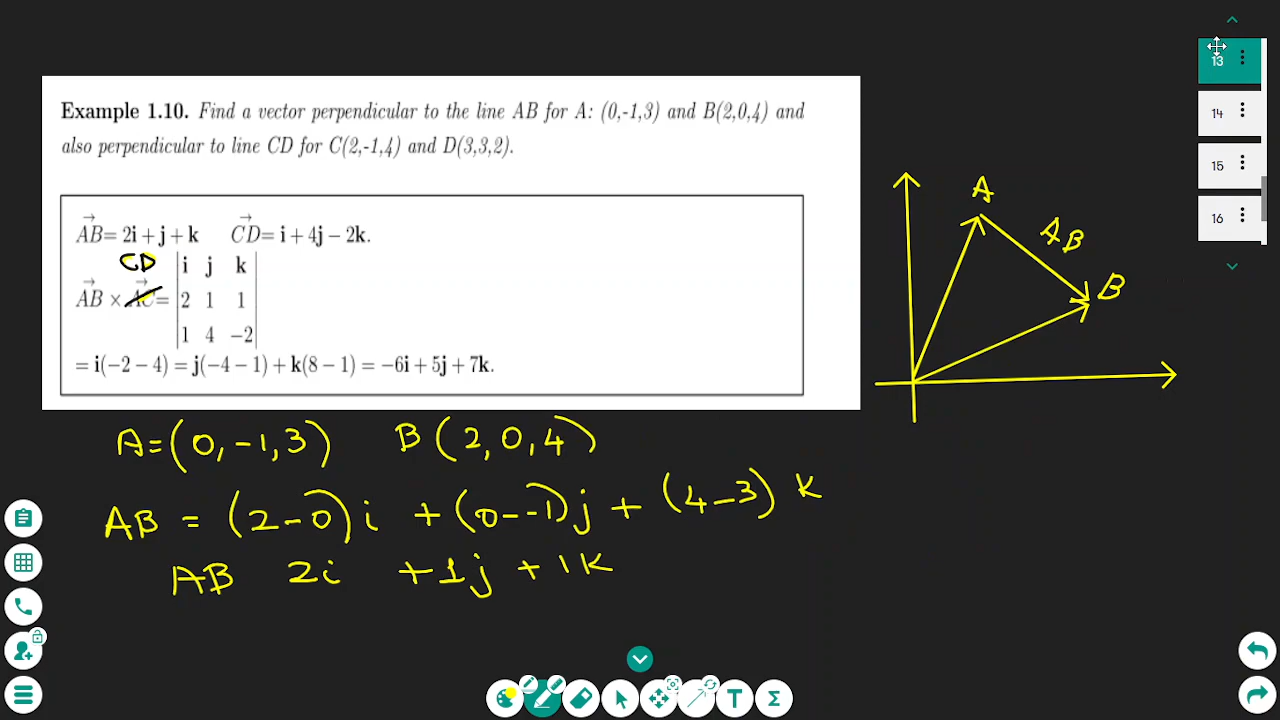 Example 1.10. Find a vector perpendicular to the line AB for A: (0,-1,3) and B(2,0,4) and
also perpendicular to line CD for C(2,-1,4) and D(3,3,2).
AB= 2i + j + k CD= i + 4j − 2k.
CD
i j k
AB × AC= 2 1 1
1 4 −2
= i(−2 − 4) = j(−4 − 1) + k(8 − 1) = −6i + 5j + 7k.
A
AB
B
A=(0,-1,3) B(2,0,4)
AB = (2-0)i + (0--1)j + (4-3) k
AB 2i +1j + 1k
13
14
15
16
T
Σ